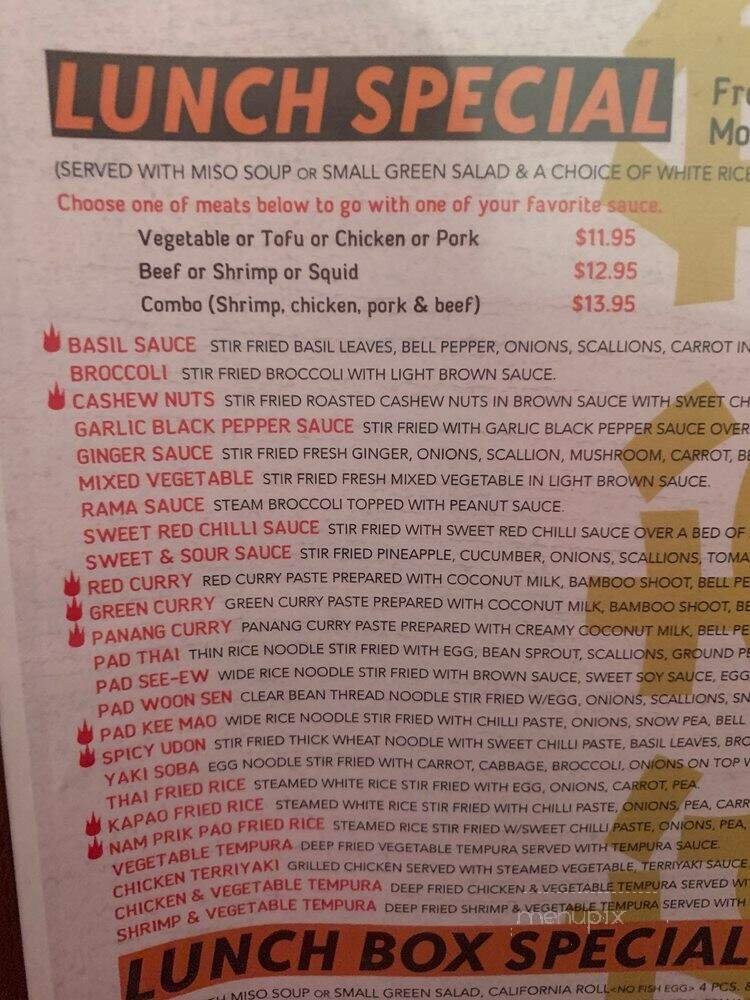 LUNCH SPECIAL
(SERVED WITH MISO SOUP OR SMALL GREEN SALAD & A CHOICE OF WHITE RICE
Choose one of meats below to go with one of your favorite sauce.
Vegetable or Tofu or Chicken or Pork $11.95
Beef or Shrimp or Squid $12.95
Combo (Shrimp, chicken, pork & beef) $13.95
BASIL SAUCE STIR FRIED BASIL LEAVES, BELL PEPPER, ONIONS, SCALLIONS, CARROT IN
BROCCOLI STIR FRIED BROCCOLI WITH LIGHT BROWN SAUCE.
CASHEW NUTS STIR FRIED ROASTED CASHEW NUTS IN BROWN SAUCE WITH SWEET CH
GARLIC BLACK PEPPER SAUCE STIR FRIED WITH GARLIC BLACK PEPPER SAUCE OVER
GINGER SAUCE STIR FRIED FRESH GINGER, ONIONS, SCALLION, MUSHROOM, CARROT, BE
MIXED VEGETABLE STIR FRIED FRESH MIXED VEGETABLE IN LIGHT BROWN SAUCE.
RAMA SAUCE STEAM BROCCOLI TOPPED WITH PEANUT SAUCE.
SWEET RED CHILLI SAUCE STIR FRIED WITH SWEET RED CHILLI SAUCE OVER A BED OF
SWEET & SOUR SAUCE STIR FRIED PINEAPPLE, CUCUMBER, ONIONS, SCALLIONS, TOMA
RED CURRY RED CURRY PASTE PREPARED WITH COCONUT MILK, BAMBOO SHOOT, BELL PE
GREEN CURRY GREEN CURRY PASTE PREPARED WITH COCONUT MILK, BAMBOO SHOOT, BE
PANANG CURRY PANANG CURRY PASTE PREPARED WITH CREAMY COCONUT MILK, BELL PE
PAD THAI THIN RICE NOODLE STIR FRIED WITH EGG, BEAN SPROUT, SCALLIONS, GROUND PE
PAD SEE-EW WIDE RICE NOODLE STIR FRIED WITH BROWN SAUCE, SWEET SOY SAUCE, EGG
PAD WOON SEN CLEAR BEAN THREAD NOODLE STIR FRIED W/EGG, ONIONS, SCALLIONS, SN
PAD KEE MAO WIDE RICE NOODLE STIR FRIED WITH CHILLI PASTE, ONIONS, SNOW PEA, BELL
SPICY UDON STIR FRIED THICK WHEAT NOODLE WITH SWEET CHILLI PASTE, BASIL LEAVES, BRO
YAKI SOBA EGG NOODLE STIR FRIED WITH CARROT, CABBAGE, BROCCOLI, ONIONS ON TOP W
THAI FRIED RICE STEAMED WHITE RICE STIR FRIED WITH EGG, ONIONS, CARROT, PEA.
KAPAO FRIED RICE STEAMED WHITE RICE STIR FRIED WITH CHILLI PASTE, ONIONS, PEA, CARR
NAM PRIK PAO FRIED RICE STEAMED RICE STIR FRIED W/SWEET CHILLI PASTE, ONIONS, PEA,
VEGETABLE TEMPURA DEEP FRIED VEGETABLE TEMPURA SERVED WITH TEMPURA SAUCE.
CHICKEN TERRIYAKI GRILLED CHICKEN SERVED WITH STEAMED VEGETABLE, TERRIYAKI SAUCE.
CHICKEN & VEGETABLE TEMPURA DEEP FRIED CHICKEN & VEGETABLE TEMPURA SERVED WI
SHRIMP & VEGETABLE TEMPURA DEEP FRIED SHRIMP & VEGETABLE TEMPURA SERVED WITH
menupix
LUNCH BOX SPECIAL
MISO SOUP OR SMALL GREEN SALAD, CALIFORNIA ROLL<NO FISH EGG> 4 PCS. &